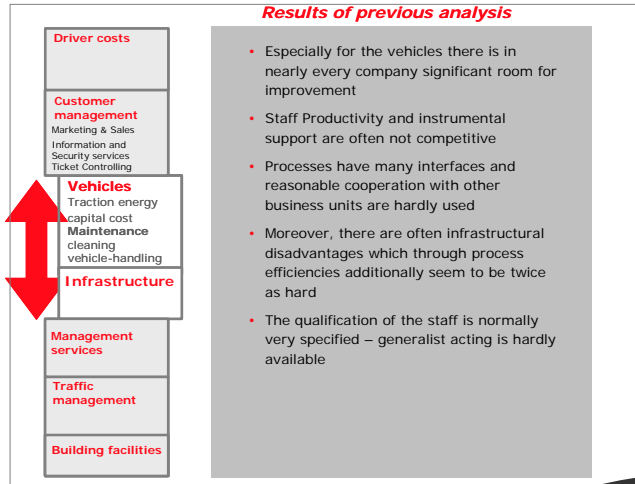 Results of previous analysis
Driver costs
Customer
management
Marketing & Sales
Information and
Security services
Ticket Controlling
Vehicles
Traction energy
capital cost
Maintenance
cleaning
vehicle-handling
Infrastructure
Management
services
Traffic
management
Building facilities
• Especially for the vehicles there is in
nearly every company significant room for
improvement
• Staff Productivity and instrumental
support are often not competitive
• Processes have many interfaces and
reasonable cooperation with other
business units are hardly used
• Moreover, there are often infrastructural
disadvantages which through process
efficiencies additionally seem to be twice
as hard
• The qualification of the staff is normally
very specified – generalist acting is hardly
available